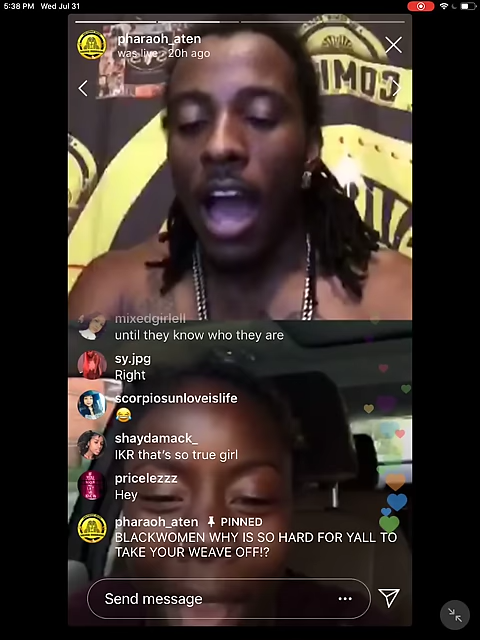 5:38 PM Wed Jul 31
pharaoh_aten
was live · 20h ago
COMI
mixedgirlell
until they know who they are
sy.jpg
Right
scorpiosunloveislife
😂
shaydamack_
IKR that's so true girl
pricelezzz
Hey
pharaoh_aten PINNED
BLACKWOMEN WHY IS SO HARD FOR YALL TO
TAKE YOUR WEAVE OFF!?
Send message